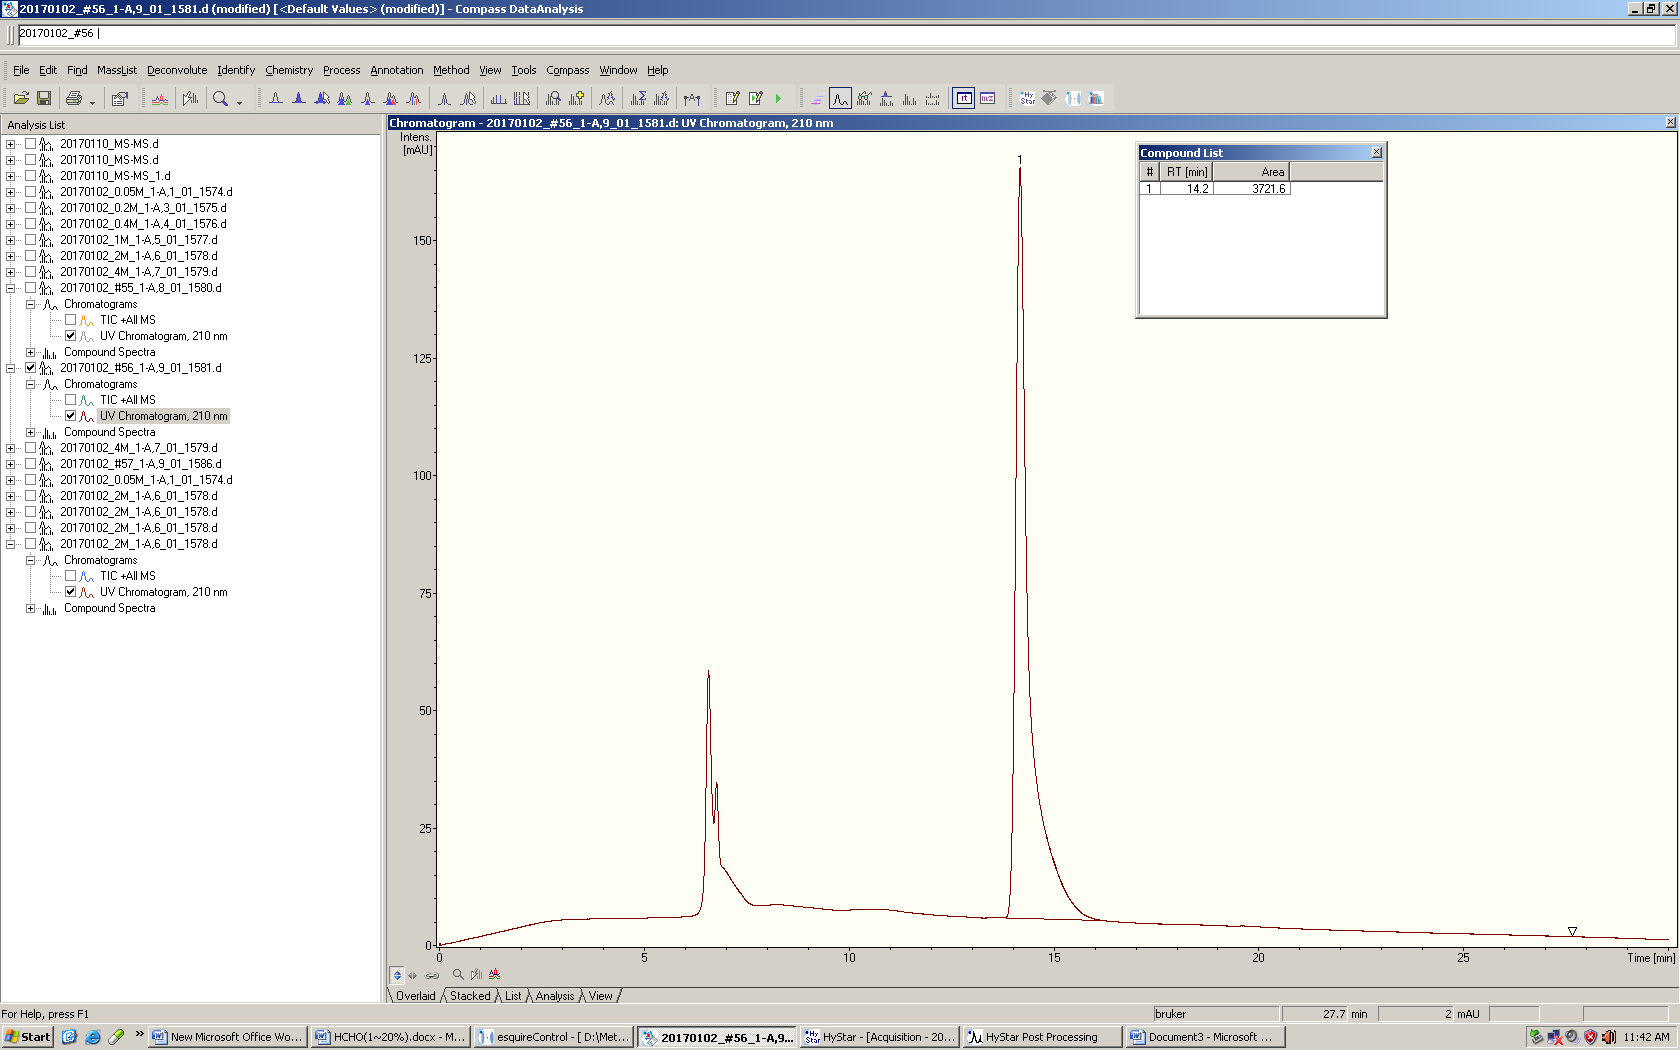 20170102_#56_1-A,9_01_1581.d (modified) [<Default Values> (modified)] - Compass DataAnalysis
20170102_#56
File Edit Find MassList Deconvolute Identify Chemistry Process Annotation Method View Tools Compass Window Help
Analysis List
20170110_MS-MS.d
20170110_MS-MS.d
20170110_MS-MS_1.d
20170102_0.05M_1-A,1_01_1574.d
20170102_0.2M_1-A,3_01_1575.d
20170102_0.4M_1-A,4_01_1576.d
20170102_1M_1-A,5_01_1577.d
20170102_2M_1-A,6_01_1578.d
20170102_4M_1-A,7_01_1579.d
20170102_#55_1-A,8_01_1580.d
Chromatograms
TIC +All MS
UV Chromatogram, 210 nm
Compound Spectra
20170102_#56_1-A,9_01_1581.d
Chromatograms
TIC +All MS
UV Chromatogram, 210 nm
Compound Spectra
20170102_4M_1-A,7_01_1579.d
20170102_#57_1-A,9_01_1586.d
20170102_0.05M_1-A,1_01_1574.d
20170102_2M_1-A,6_01_1578.d
20170102_2M_1-A,6_01_1578.d
20170102_2M_1-A,6_01_1578.d
20170102_2M_1-A,6_01_1578.d
Chromatograms
TIC +All MS
UV Chromatogram, 210 nm
Compound Spectra
Chromatogram - 20170102_#56_1-A,9_01_1581.d: UV Chromatogram, 210 nm
Intens.
[mAU]
150
125
100
75
50
25
0
1
Compound List
# RT [min] Area
1 14.2 3721.6
0 5 10 15 20 25 Time [min]
Overlaid Stacked List Analysis View
For Help, press F1
bruker 27.7 min 2 mAU
Start » New Microsoft Office Wo... HCHO(1~20%).docx - M... esquireControl - [ D:\Met... 20170102_#56_1-A,9... HyStar - [Acquisition - 20... HyStar Post Processing Document3 - Microsoft ... 11:42 AM